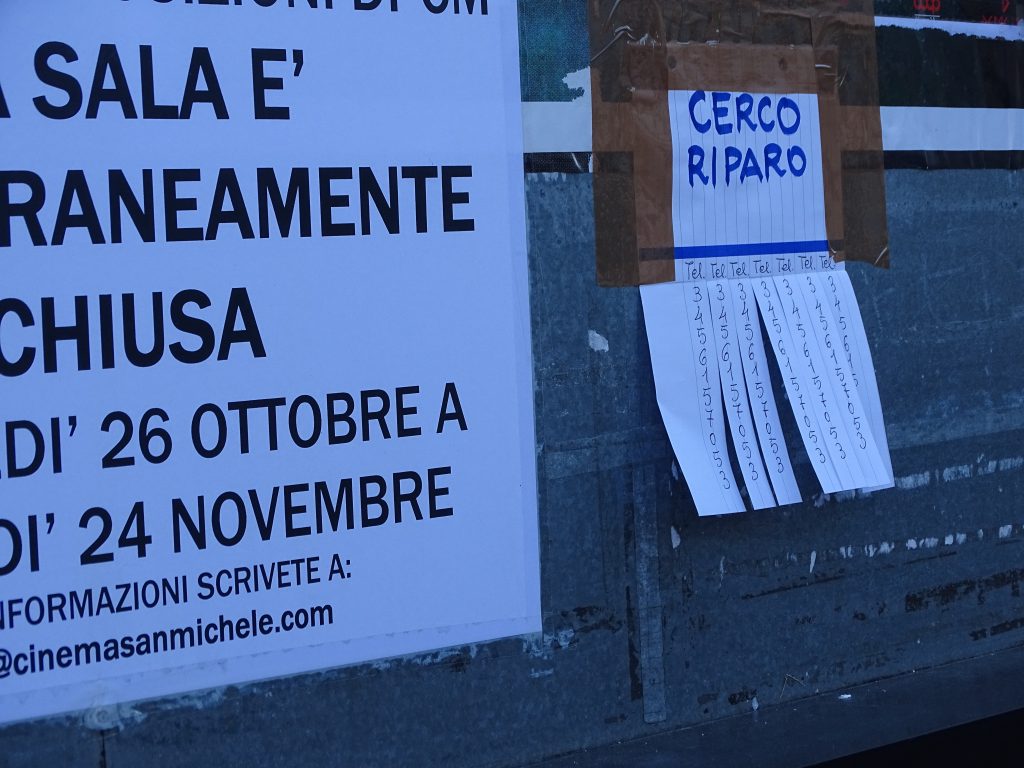 SALA E’
RANEAMENTE
CHIUSA
DI’ 26 OTTOBRE A
DI’ 24 NOVEMBRE
NFORMAZIONI SCRIVETE A:
@cinemasanmichele.com
CERCO
RIPARO
Tel. 3456157053
Tel 3456157053
Tel. 3456157053
Tel. 3456157053
Tel 3456157053
Tel. 3456157053
Tel 345615